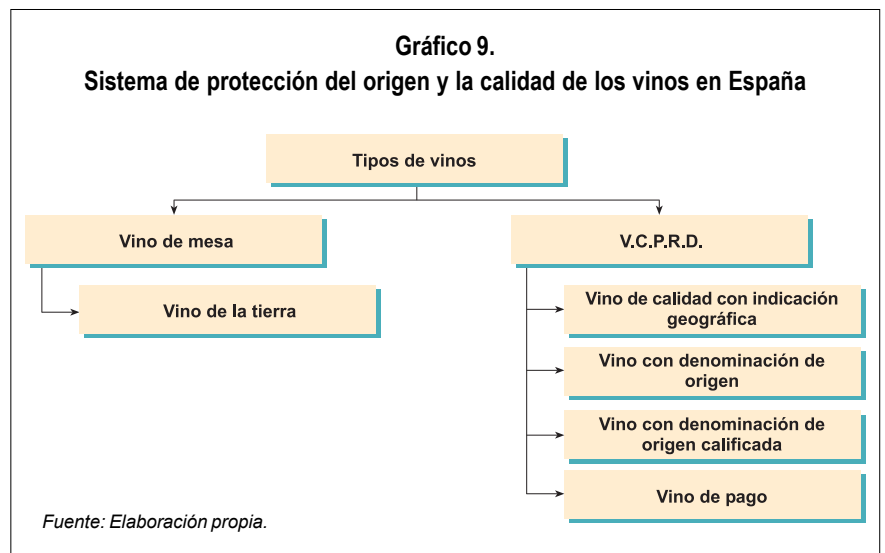 Gráfico 9.
Sistema de protección del origen y la calidad de los vinos en España
Tipos de vinos
Vino de mesa
V.C.P.R.D.
Vino de la tierra
Vino de calidad con indicación
geográfica
Vino con denominación de
origen
Vino con denominación de
origen calificada
Vino de pago
Fuente: Elaboración propia.